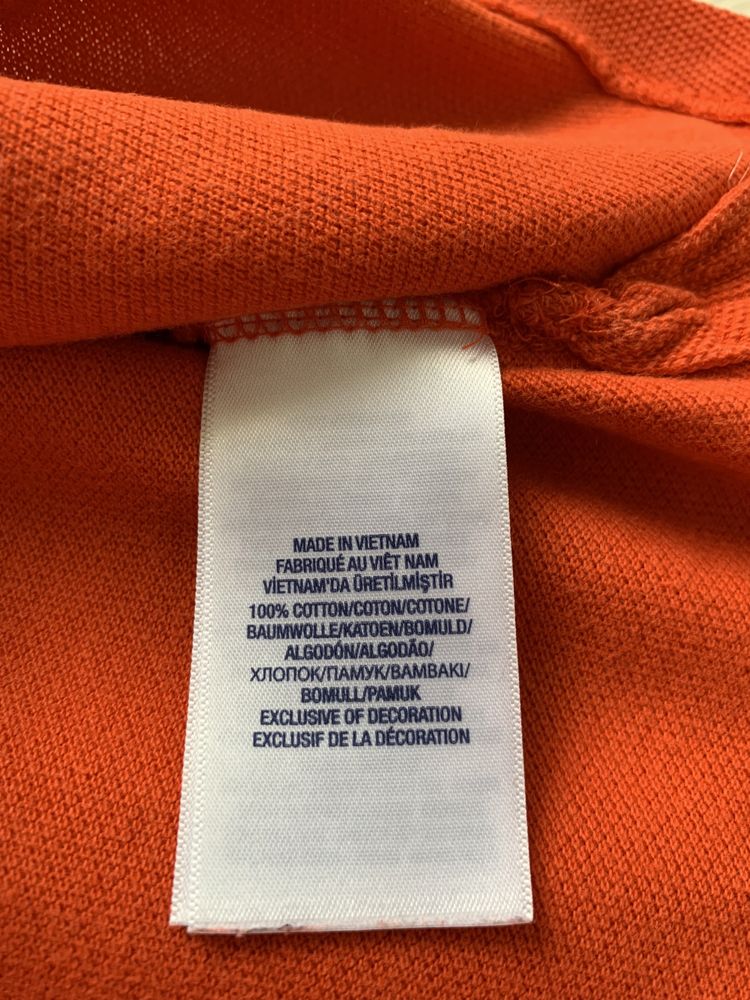 MADE IN VIETNAM
FABRIQUÉ AU VIÊT NAM
VİETNAM'DA ÜRETİLMİŞTİR
100% COTTON/COTON/COTONE/
BAUMWOLLE/KATOEN/BOMULD/
ALGODÓN/ALGODÃO/
ХЛОПОК/ПАМУК/ΒΑΜΒΑΚΙ/
BOMULL/PAMUK
EXCLUSIVE OF DECORATION
EXCLUSIF DE LA DÉCORATION